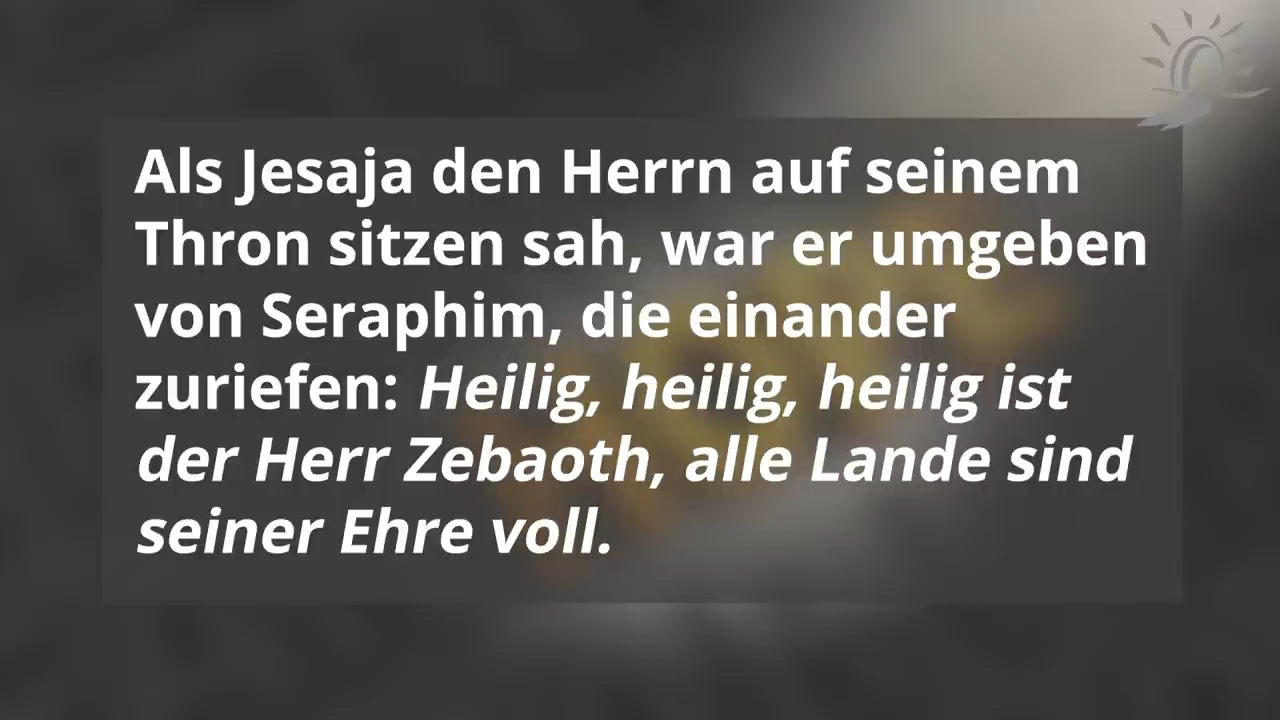 Als Jesaja den Herrn auf seinem
Thron sitzen sah, war er umgeben
von Seraphim, die einander
zuriefen: Heilig, heilig, heilig ist
der Herr Zebaoth, alle Lande sind
seiner Ehre voll.